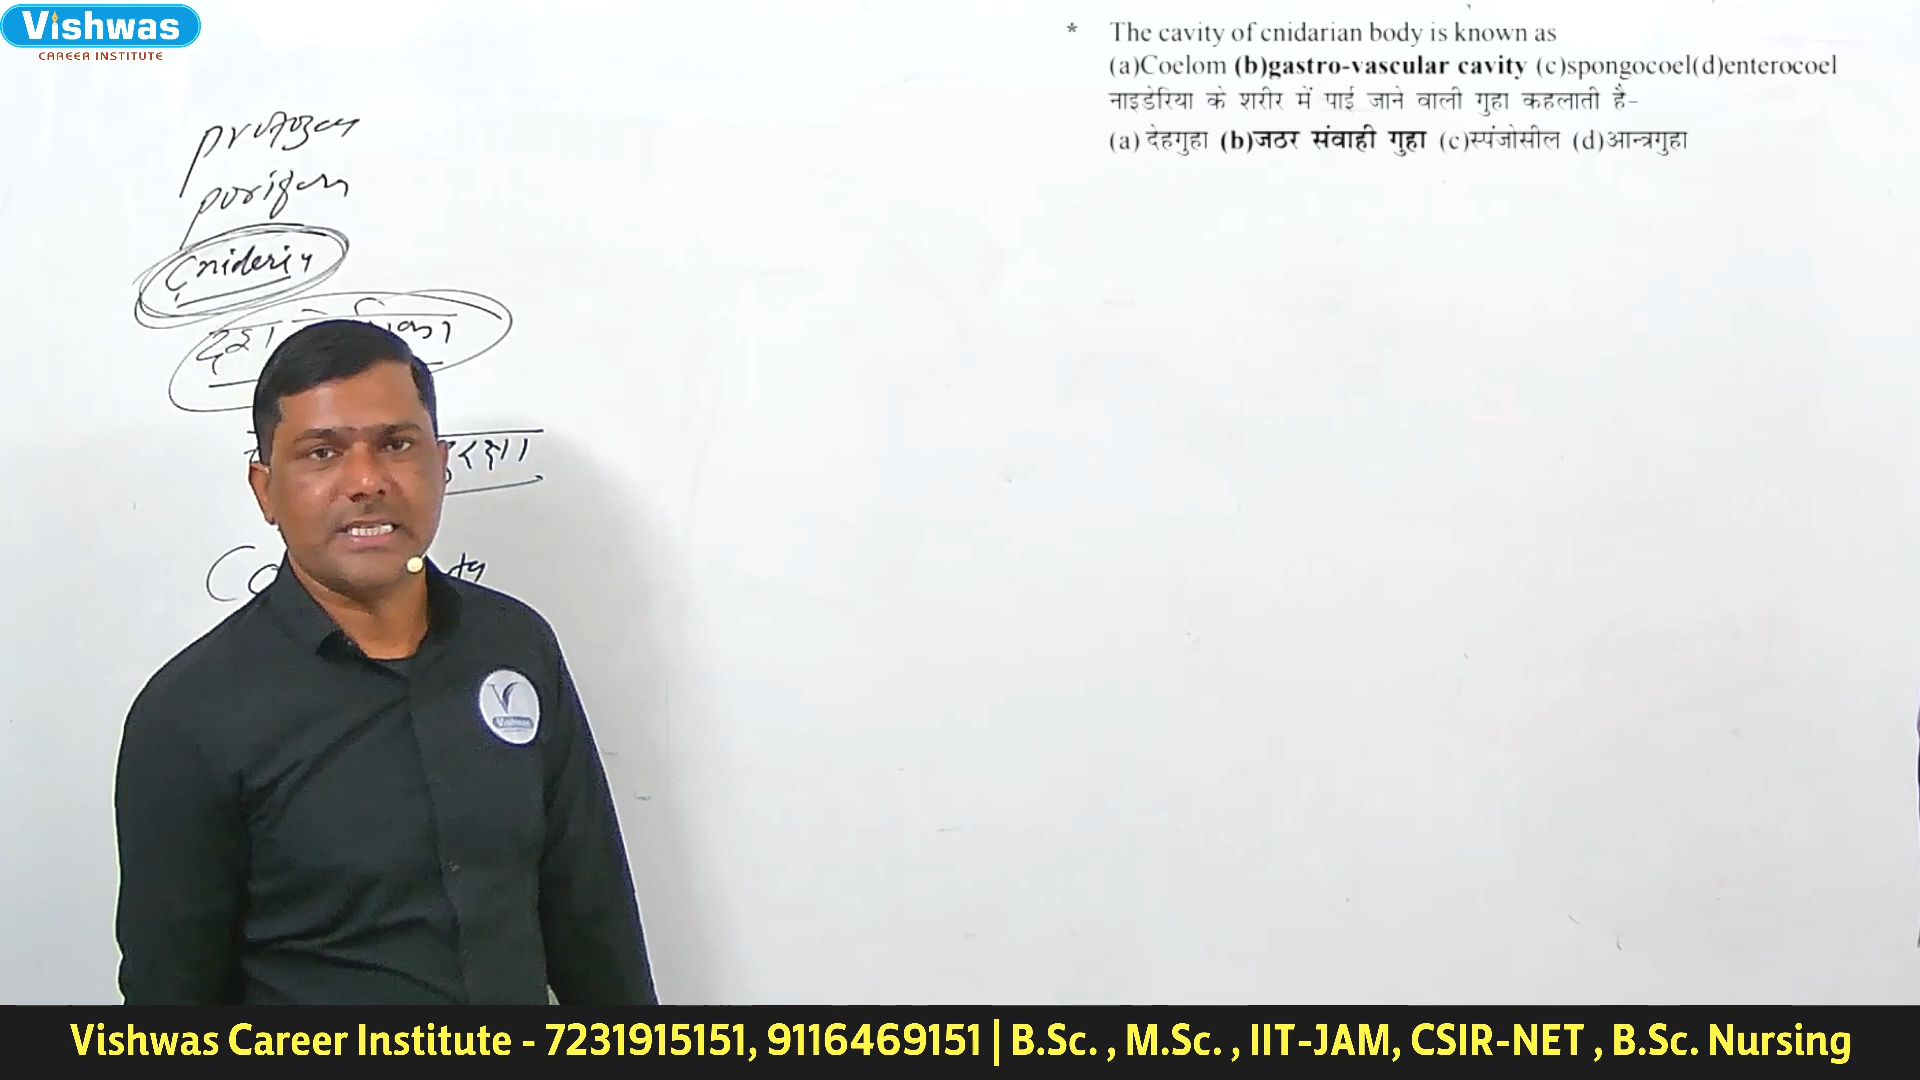 Vishwas
CAREER INSTITUTE
* The cavity of cnidarian body is known as
(a)Coelom (b)gastro-vascular cavity (c)spongocoel(d)enterocoel
नाइडेरिया के शरीर में पाई जाने वाली गुहा कहलाती है-
(a) देहगुहा (b)जठर संवाही गुहा (c)स्पंजोसील (d)आन्त्रगुहा
protozoa
porifera
Cnideria
Vishwas
Vishwas Career Institute - 7231915151, 9116469151 | B.Sc. , M.Sc. , IIT-JAM, CSIR-NET , B.Sc. Nursing